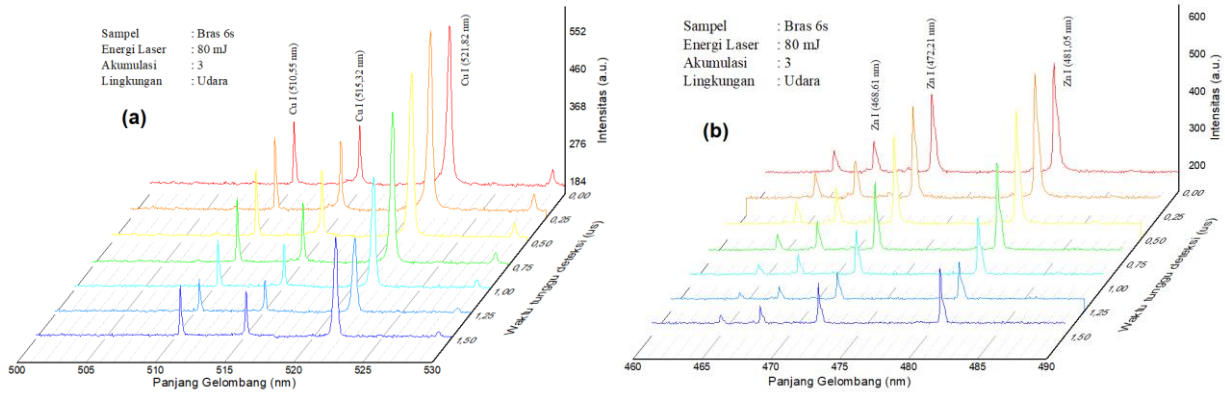 (a)
Sampel : Bras 6s
Energi Laser : 80 mJ
Akumulasi : 3
Lingkungan : Udara
Cu I (510,55 nm)
Cu I (515,32 nm)
Cu I (521,82 nm)
552
460
368
276
184
Intensitas (a.u.)
0,00
0,25
0,50
0,75
1,00
1,25
1,50
Waktu tunggu deteksi (us)
500
505
510
515
520
525
530
Panjang Gelombang (nm)
(b)
Sampel : Bras 6s
Energi Laser : 80 mJ
Akumulasi : 3
Lingkungan : Udara
Zn I (468,61 nm)
Zn I (472,21 nm)
Zn I (481,05 nm)
600
500
400
300
200
Intensitas (a.u.)
0,00
0,25
0,50
0,75
1,00
1,25
1,50
Waktu tunggu deteksi (us)
460
465
470
475
480
485
490
Panjang Gelombang (nm)